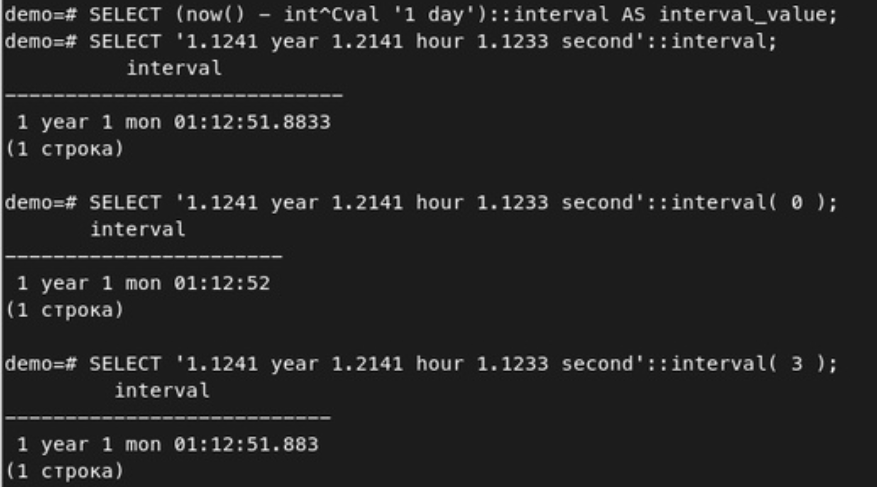 demo=# SELECT (now() - int^Cval '1 day')::interval AS interval_value;
demo=# SELECT '1.1241 year 1.2141 hour 1.1233 second'::interval;
interval
----------------------------
1 year 1 mon 01:12:51.8833
(1 строка)
demo=# SELECT '1.1241 year 1.2141 hour 1.1233 second'::interval( 0 );
interval
-----------------------
1 year 1 mon 01:12:52
(1 строка)
demo=# SELECT '1.1241 year 1.2141 hour 1.1233 second'::interval( 3 );
interval
---------------------------
1 year 1 mon 01:12:51.883
(1 строка)